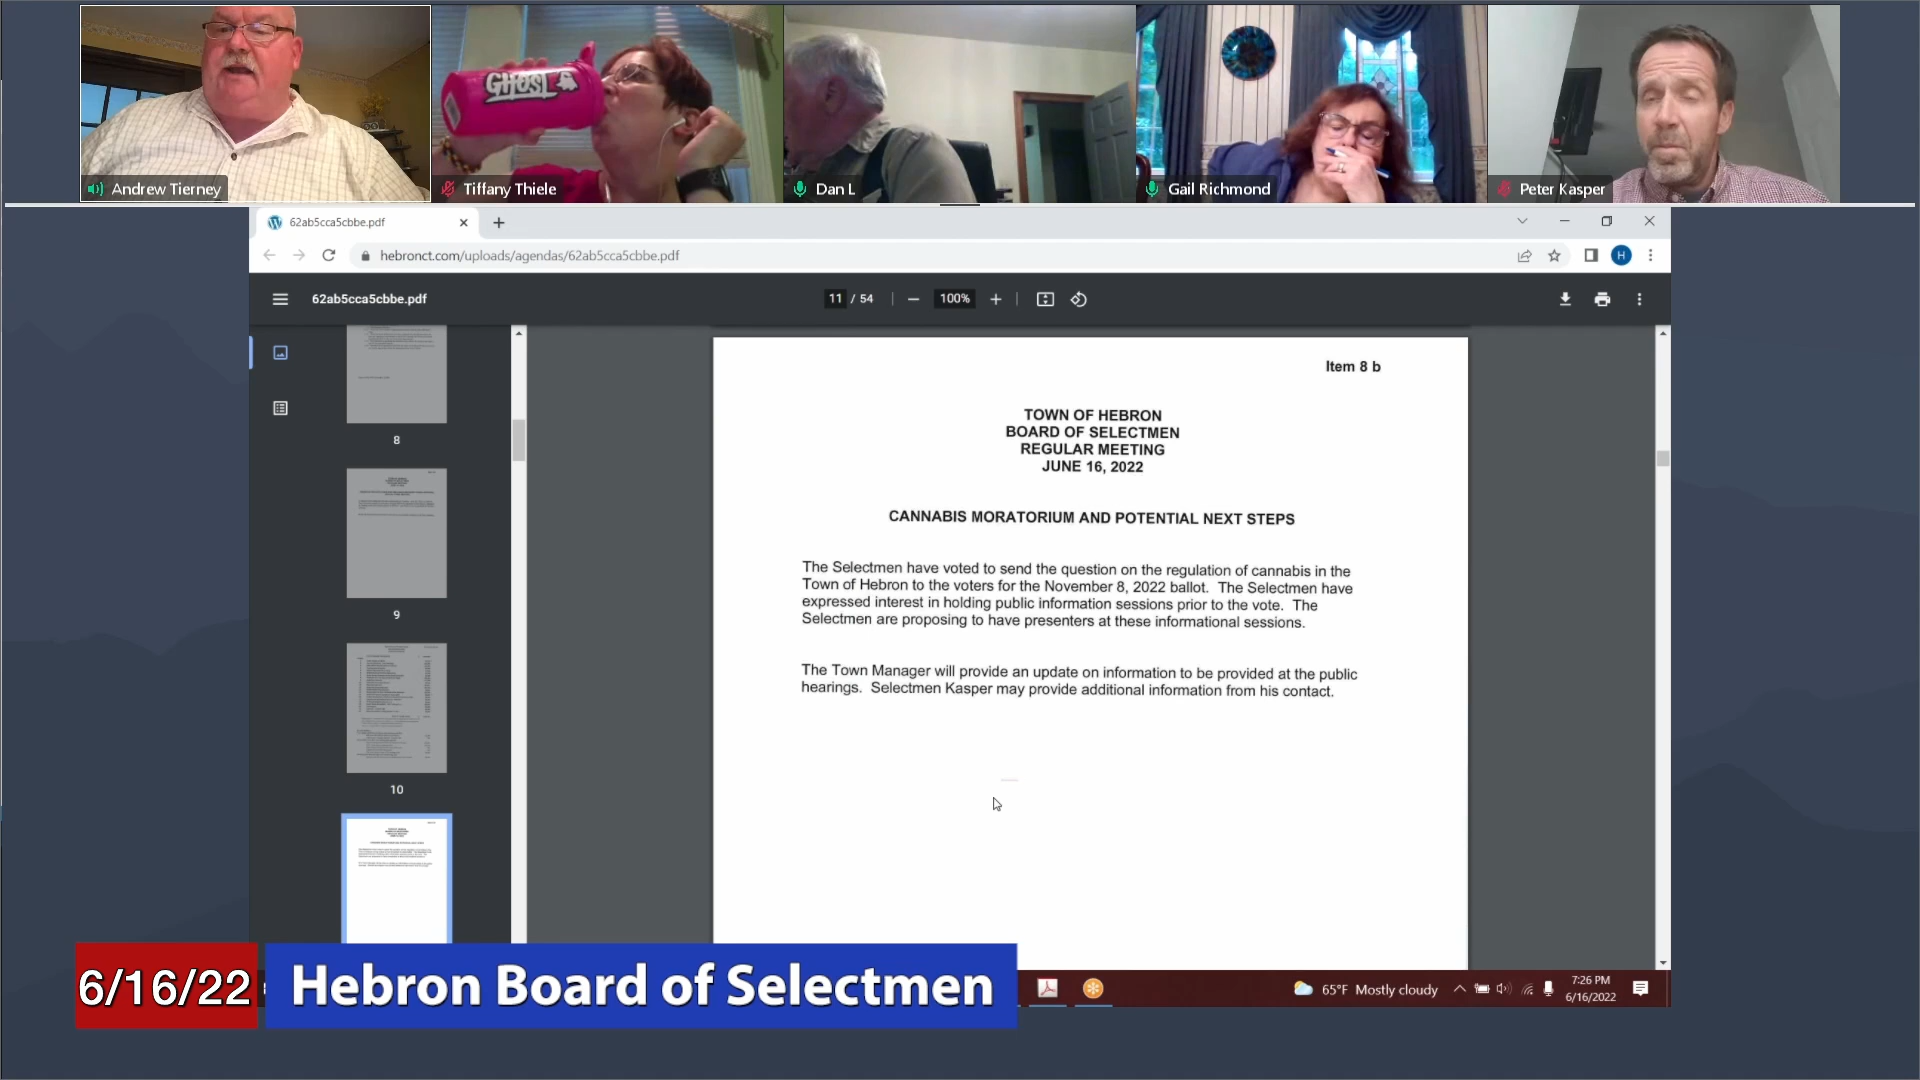 GHOST
Andrew Tierney
Tiffany Thiele
Dan L
Gail Richmond
Peter Kasper
62ab5cca5cbbe.pdf
hebronct.com/uploads/agendas/62ab5cca5cbbe.pdf
H
62ab5cca5cbbe.pdf
11 / 54
100%
8
9
10
Item 8 b
TOWN OF HEBRON
BOARD OF SELECTMEN
REGULAR MEETING
JUNE 16, 2022
CANNABIS MORATORIUM AND POTENTIAL NEXT STEPS
The Selectmen have voted to send the question on the regulation of cannabis in the
Town of Hebron to the voters for the November 8, 2022 ballot. The Selectmen have
expressed interest in holding public information sessions prior to the vote. The
Selectmen are proposing to have presenters at these informational sessions.
The Town Manager will provide an update on information to be provided at the public
hearings. Selectmen Kasper may provide additional information from his contact.
6/16/22
Hebron Board of Selectmen
65°F Mostly cloudy
7:26 PM
6/16/2022